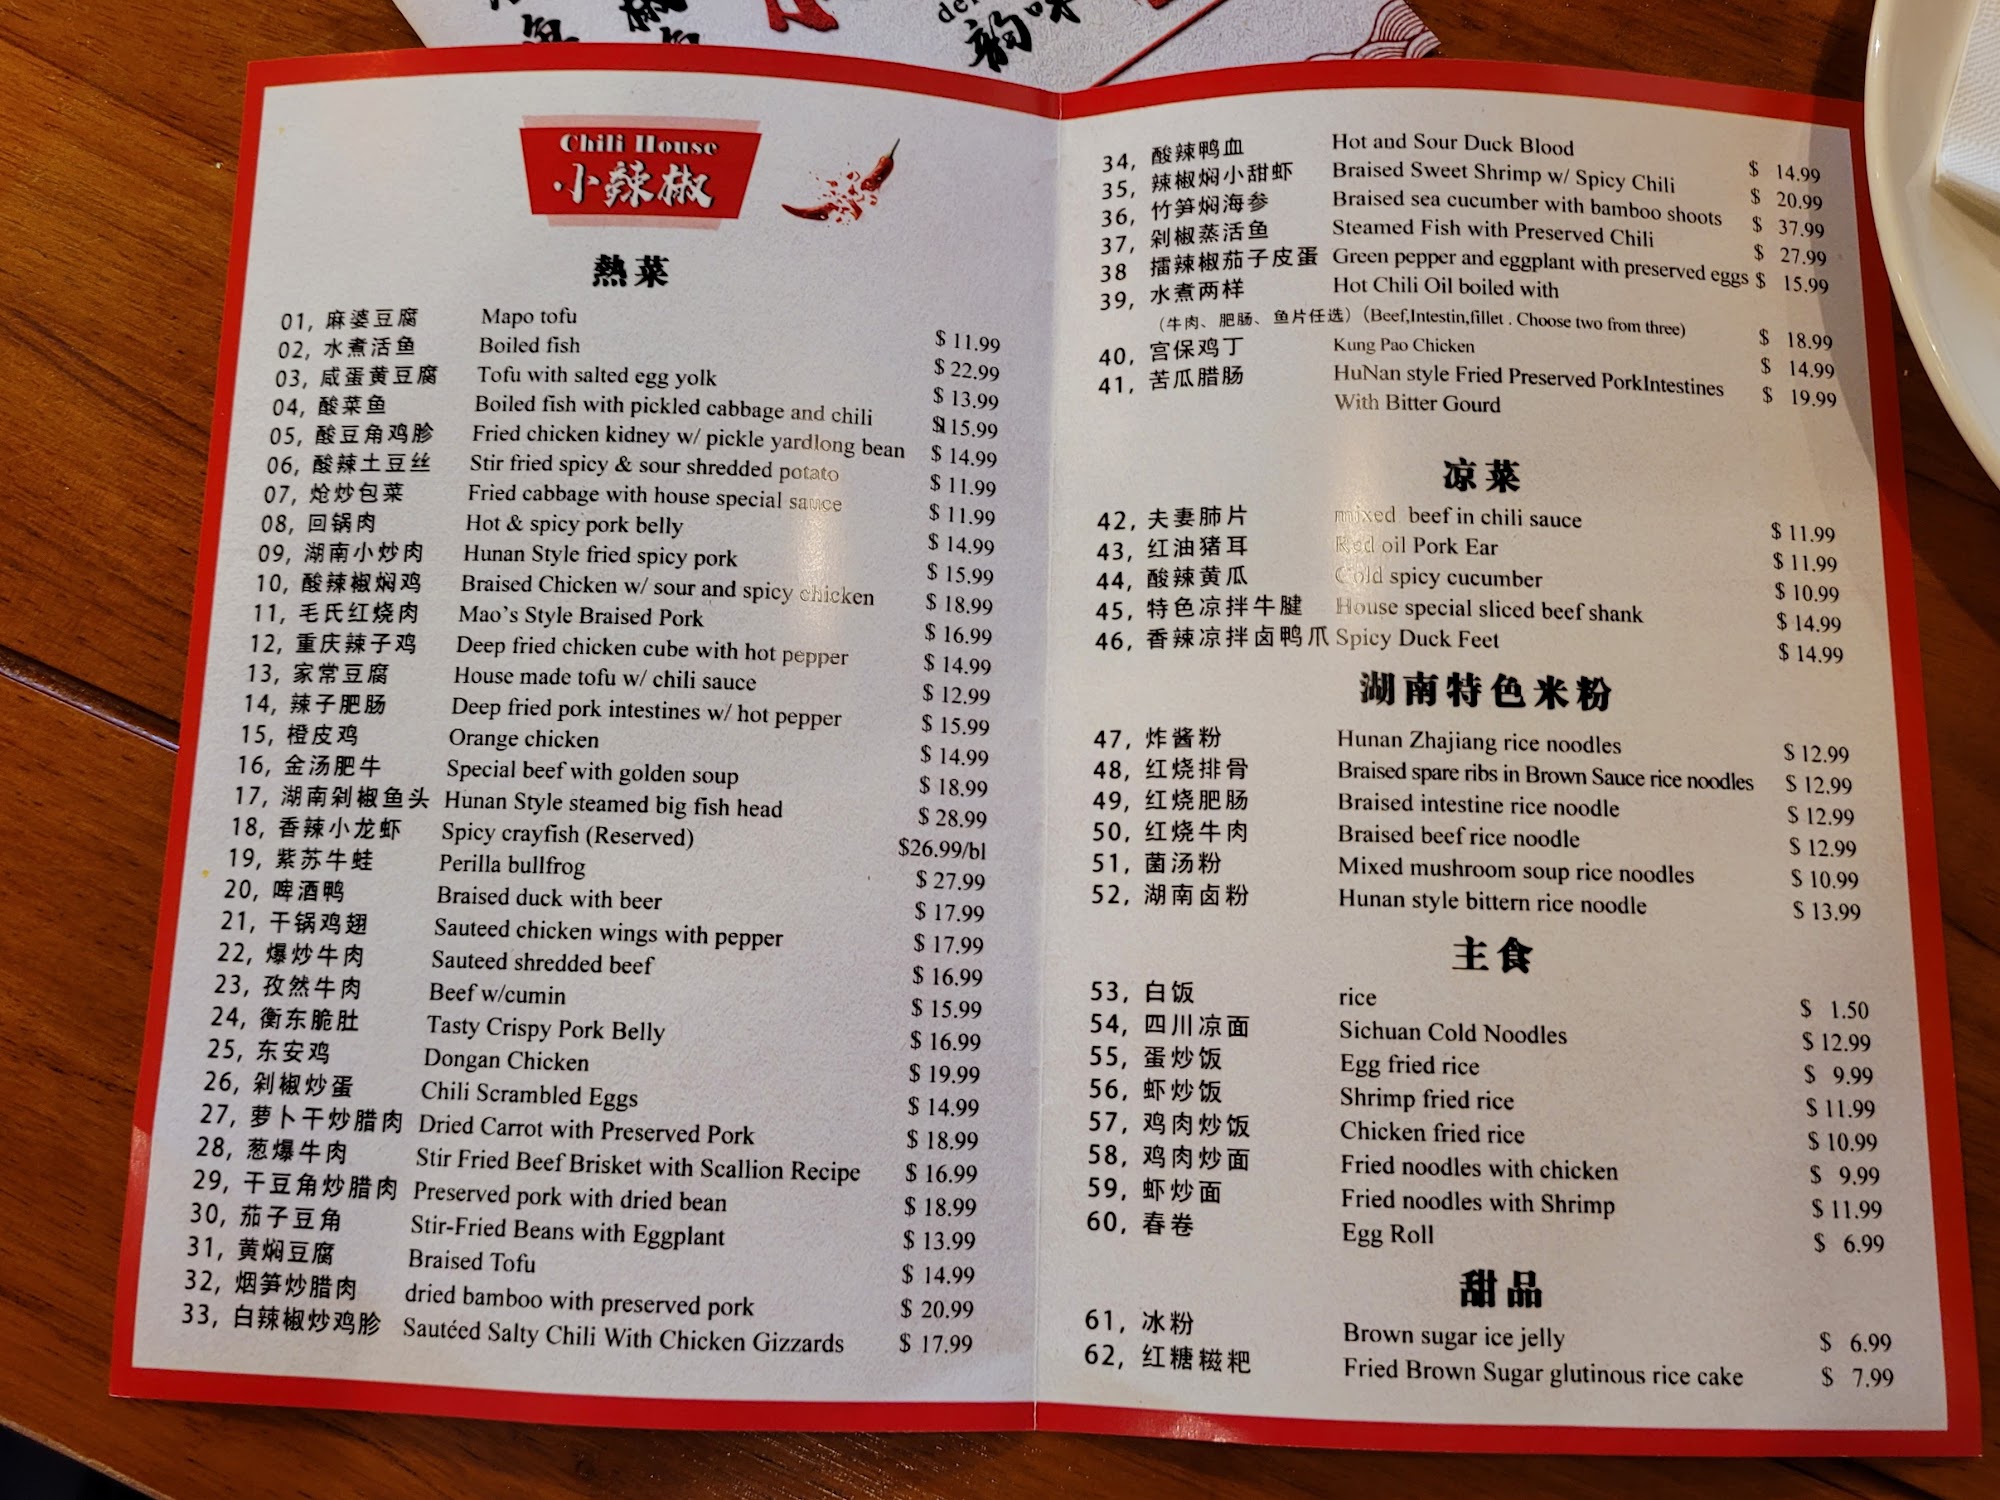 Chili House
小辣椒
熱菜
01, 麻婆豆腐 Mapo tofu $ 11.99
02, 水煮活鱼 Boiled fish $ 22.99
03, 咸蛋黄豆腐 Tofu with salted egg yolk $ 13.99
04, 酸菜鱼 Boiled fish with pickled cabbage and chili $15.99
05, 酸豆角鸡胗 Fried chicken kidney w/ pickle yardlong bean $ 14.99
06, 酸辣土豆丝 Stir fried spicy & sour shredded potato $ 11.99
07, 炝炒包菜 Fried cabbage with house special sauce $ 11.99
08, 回锅肉 Hot & spicy pork belly $ 14.99
09, 湖南小炒肉 Hunan Style fried spicy pork $ 15.99
10, 酸辣椒焖鸡 Braised Chicken w/ sour and spicy chicken $ 18.99
11, 毛氏红烧肉 Mao's Style Braised Pork $ 16.99
12, 重庆辣子鸡 Deep fried chicken cube with hot pepper $ 14.99
13, 家常豆腐 House made tofu w/ chili sauce $ 12.99
14, 辣子肥肠 Deep fried pork intestines w/ hot pepper $ 15.99
15, 橙皮鸡 Orange chicken $ 14.99
16, 金汤肥牛 Special beef with golden soup $ 18.99
17, 湖南剁椒鱼头 Hunan Style steamed big fish head $ 28.99
18, 香辣小龙虾 Spicy crayfish (Reserved) $26.99/bl
19, 紫苏牛蛙 Perilla bullfrog $ 27.99
20, 啤酒鸭 Braised duck with beer $ 17.99
21, 干锅鸡翅 Sauteed chicken wings with pepper $ 17.99
22, 爆炒牛肉 Sauteed shredded beef $ 16.99
23, 孜然牛肉 Beef w/cumin $ 15.99
24, 衡东脆肚 Tasty Crispy Pork Belly $ 16.99
25, 东安鸡 Dongan Chicken $ 19.99
26, 剁椒炒蛋 Chili Scrambled Eggs $ 14.99
27, 萝卜干炒腊肉 Dried Carrot with Preserved Pork $ 18.99
28, 葱爆牛肉 Stir Fried Beef Brisket with Scallion Recipe $ 16.99
29, 干豆角炒腊肉 Preserved pork with dried bean $ 18.99
30, 茄子豆角 Stir-Fried Beans with Eggplant $ 13.99
31, 黄焖豆腐 Braised Tofu $ 14.99
32, 烟笋炒腊肉 dried bamboo with preserved pork $ 20.99
33, 白辣椒炒鸡胗 Sautéed Salty Chili With Chicken Gizzards $ 17.99
34, 酸辣鸭血 Hot and Sour Duck Blood $ 14.99
35, 辣椒焖小甜虾 Braised Sweet Shrimp w/ Spicy Chili $ 20.99
36, 竹笋焖海参 Braised sea cucumber with bamboo shoots $ 37.99
37, 剁椒蒸活鱼 Steamed Fish with Preserved Chili $ 27.99
38 擂辣椒茄子皮蛋 Green pepper and eggplant with preserved eggs $ 15.99
39, 水煮两样 Hot Chili Oil boiled with
(牛肉、肥肠、鱼片任选) (Beef,Intestin,fillet . Choose two from three) $ 18.99
40, 宫保鸡丁 Kung Pao Chicken $ 14.99
41, 苦瓜腊肠 HuNan style Fried Preserved PorkIntestines $ 19.99
With Bitter Gourd
凉菜
42, 夫妻肺片 mixed beef in chili sauce $ 11.99
43, 红油猪耳 Red oil Pork Ear $ 11.99
44, 酸辣黄瓜 Cold spicy cucumber $ 10.99
45, 特色凉拌牛腱 House special sliced beef shank $ 14.99
46, 香辣凉拌卤鸭爪 Spicy Duck Feet $ 14.99
湖南特色米粉
47, 炸酱粉 Hunan Zhajiang rice noodles $ 12.99
48, 红烧排骨 Braised spare ribs in Brown Sauce rice noodles $ 12.99
49, 红烧肥肠 Braised intestine rice noodle $ 12.99
50, 红烧牛肉 Braised beef rice noodle $ 12.99
51, 菌汤粉 Mixed mushroom soup rice noodles $ 10.99
52, 湖南卤粉 Hunan style bittern rice noodle $ 13.99
主食
53, 白饭 rice $ 1.50
54, 四川凉面 Sichuan Cold Noodles $ 12.99
55, 蛋炒饭 Egg fried rice $ 9.99
56, 虾炒饭 Shrimp fried rice $ 11.99
57, 鸡肉炒饭 Chicken fried rice $ 10.99
58, 鸡肉炒面 Fried noodles with chicken $ 9.99
59, 虾炒面 Fried noodles with Shrimp $ 11.99
60, 春卷 Egg Roll $ 6.99
甜品
61, 冰粉 Brown sugar ice jelly $ 6.99
62, 红糖糍粑 Fried Brown Sugar glutinous rice cake $ 7.99